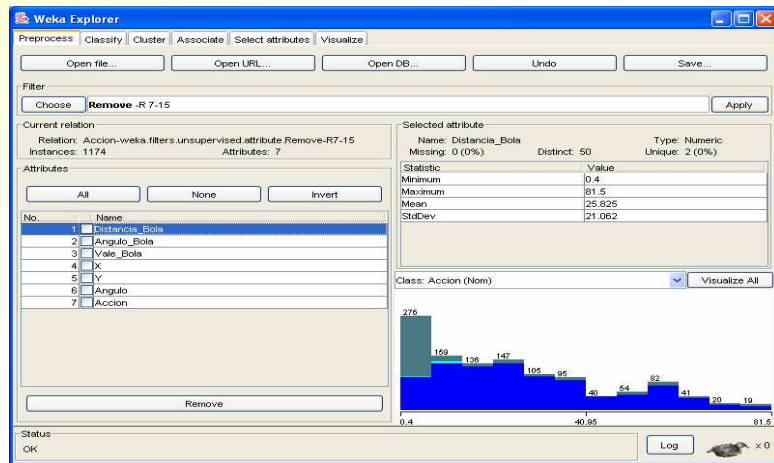 Weka Explorer
Preprocess Classify Cluster Associate Select attributes Visualize
Open file... Open URL... Open DB... Undo Save...
Filter
Choose Remove -R 7-15 Apply
Current relation
Relation: Accion-weka.filters.unsupervised.attribute.Remove-R7-15
Instances: 1174 Attributes: 7
Attributes
All None Invert
No. Name
1 Distancia_Bola
2 Angulo_Bola
3 Vale_Bola
4 X
5 Y
6 Angulo
7 Accion
Remove
Selected attribute
Name: Distancia_Bola Type: Numeric
Missing: 0 (0%) Distinct: 50 Unique: 2 (0%)
Statistic Value
Minimum 0.4
Maximum 81.5
Mean 25.825
StdDev 21.062
Class: Accion (Nom) Visualize All
276 159 136 147 105 95 40 54 82 41 20 19
0.4 40.95 81.5
Status
OK Log x 0